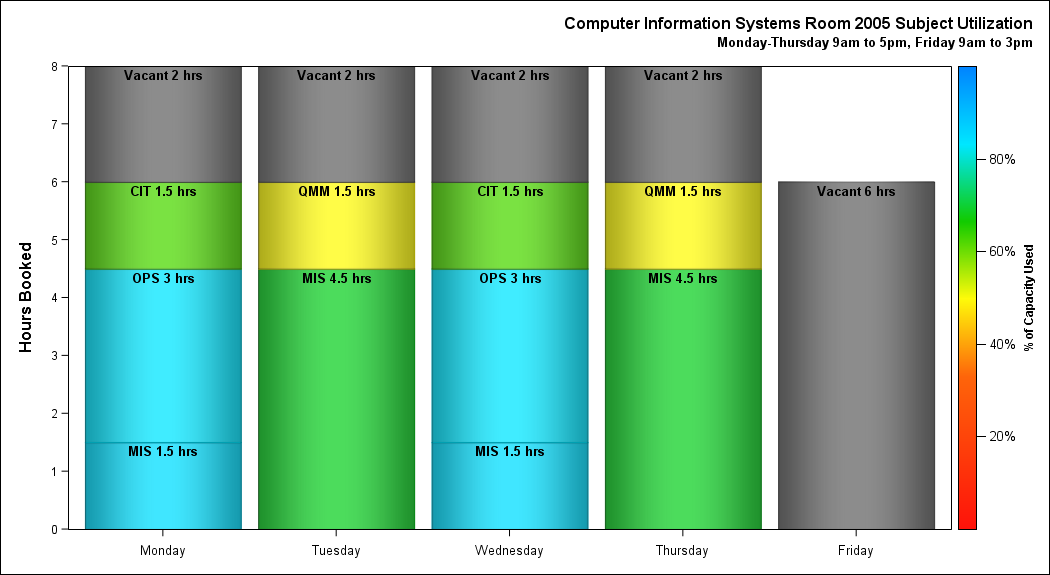 Computer Information Systems Room 2005 Subject Utilization
Monday-Thursday 9am to 5pm, Friday 9am to 3pm
Hours Booked
8
7
6
5
4
3
2
1
0
Vacant 2 hrs
CIT 1.5 hrs
OPS 3 hrs
MIS 1.5 hrs
Vacant 2 hrs
QMM 1.5 hrs
MIS 4.5 hrs
Vacant 2 hrs
CIT 1.5 hrs
OPS 3 hrs
MIS 1.5 hrs
Vacant 2 hrs
QMM 1.5 hrs
MIS 4.5 hrs
Vacant 6 hrs
Monday Tuesday Wednesday Thursday Friday
80%
60%
40%
20%
% of Capacity Used